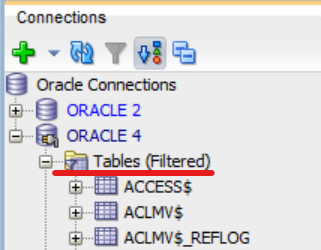 Connections
Oracle Connections
ORACLE 2
ORACLE 4
Tables (Filtered)
ACCESS$
ACLMV$
ACLMV$_REFLOG